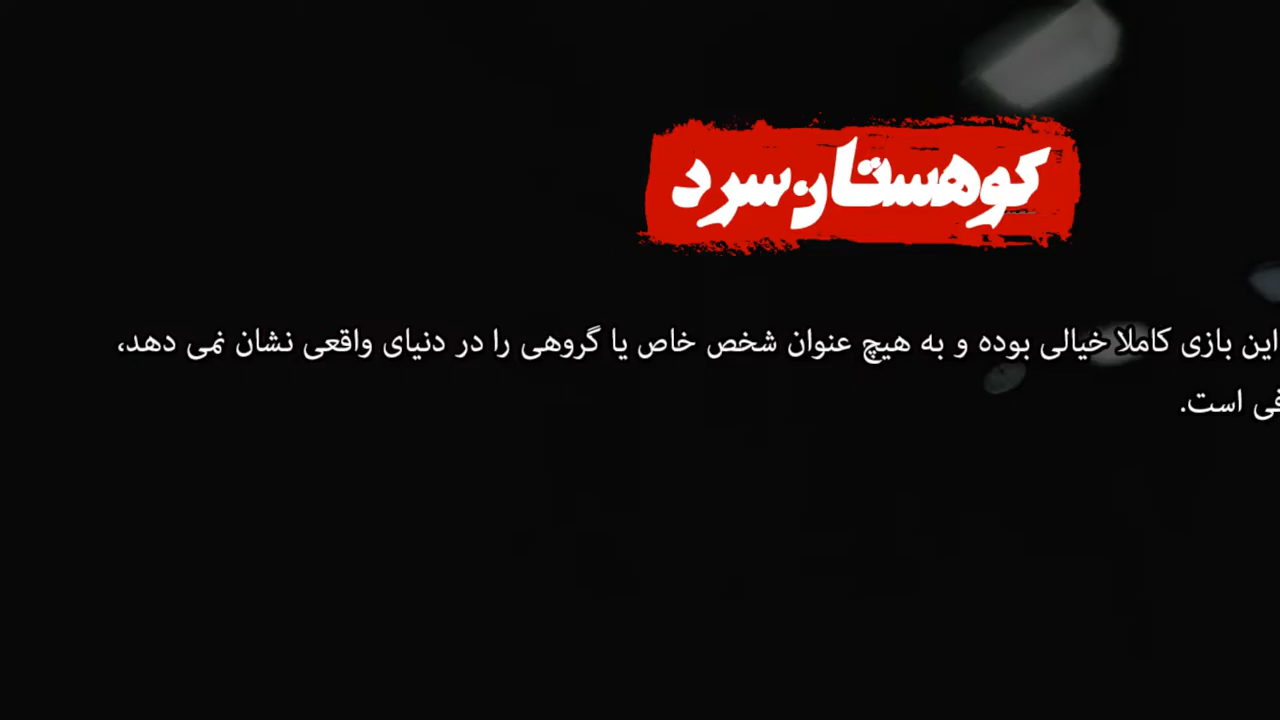 کوهستان سرد
این بازی کاملا خیالی بوده و به هیچ عنوان شخص خاص یا گروهی را در دنیای واقعی نشان نمی دهد،
است.